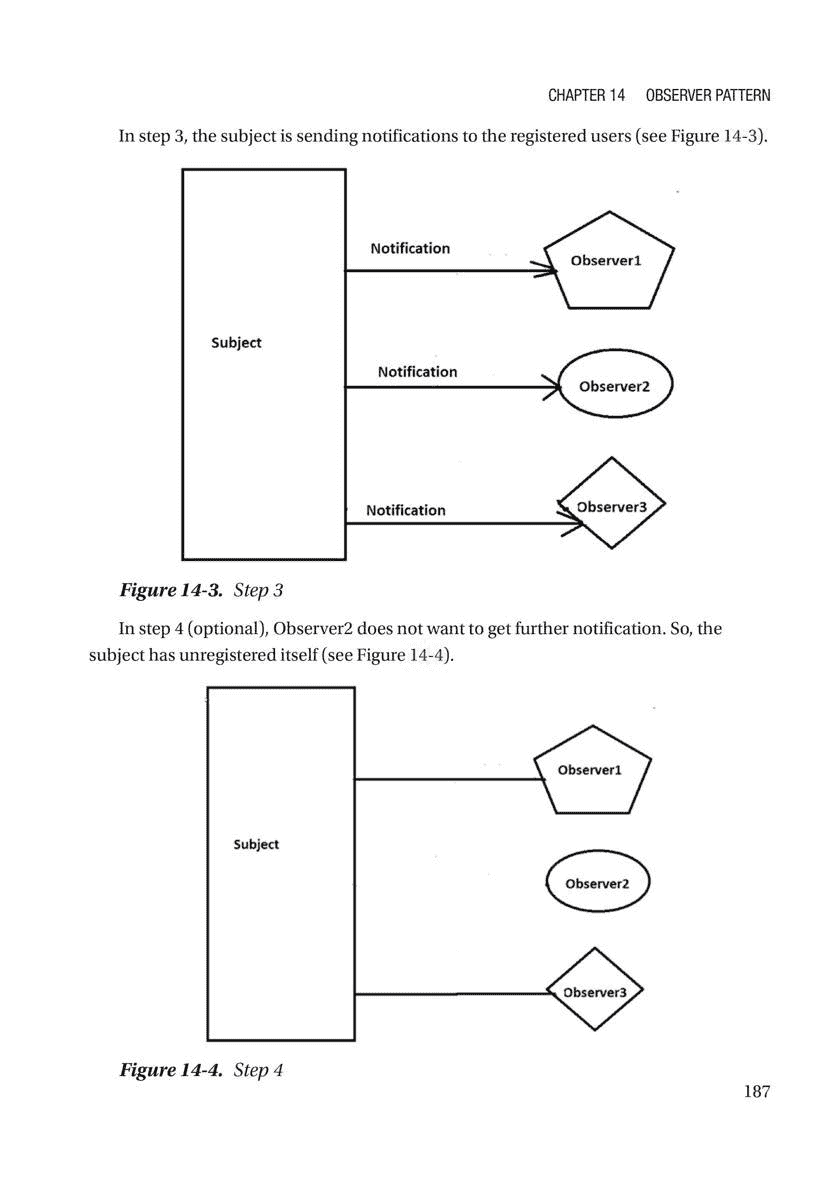 CHAPTER 14 OBSERVER PATTERN
In step 3, the subject is sending notifications to the registered users (see Figure 14-3).
Notification
Observer1
Subject
Notification
Observer2
Notification
Observer3
Figure 14-3. Step 3
In step 4 (optional), Observer2 does not want to get further notification. So, the
subject has unregistered itself (see Figure 14-4).
Observer1
Subject
Observer2
Observer3
Figure 14-4. Step 4
187